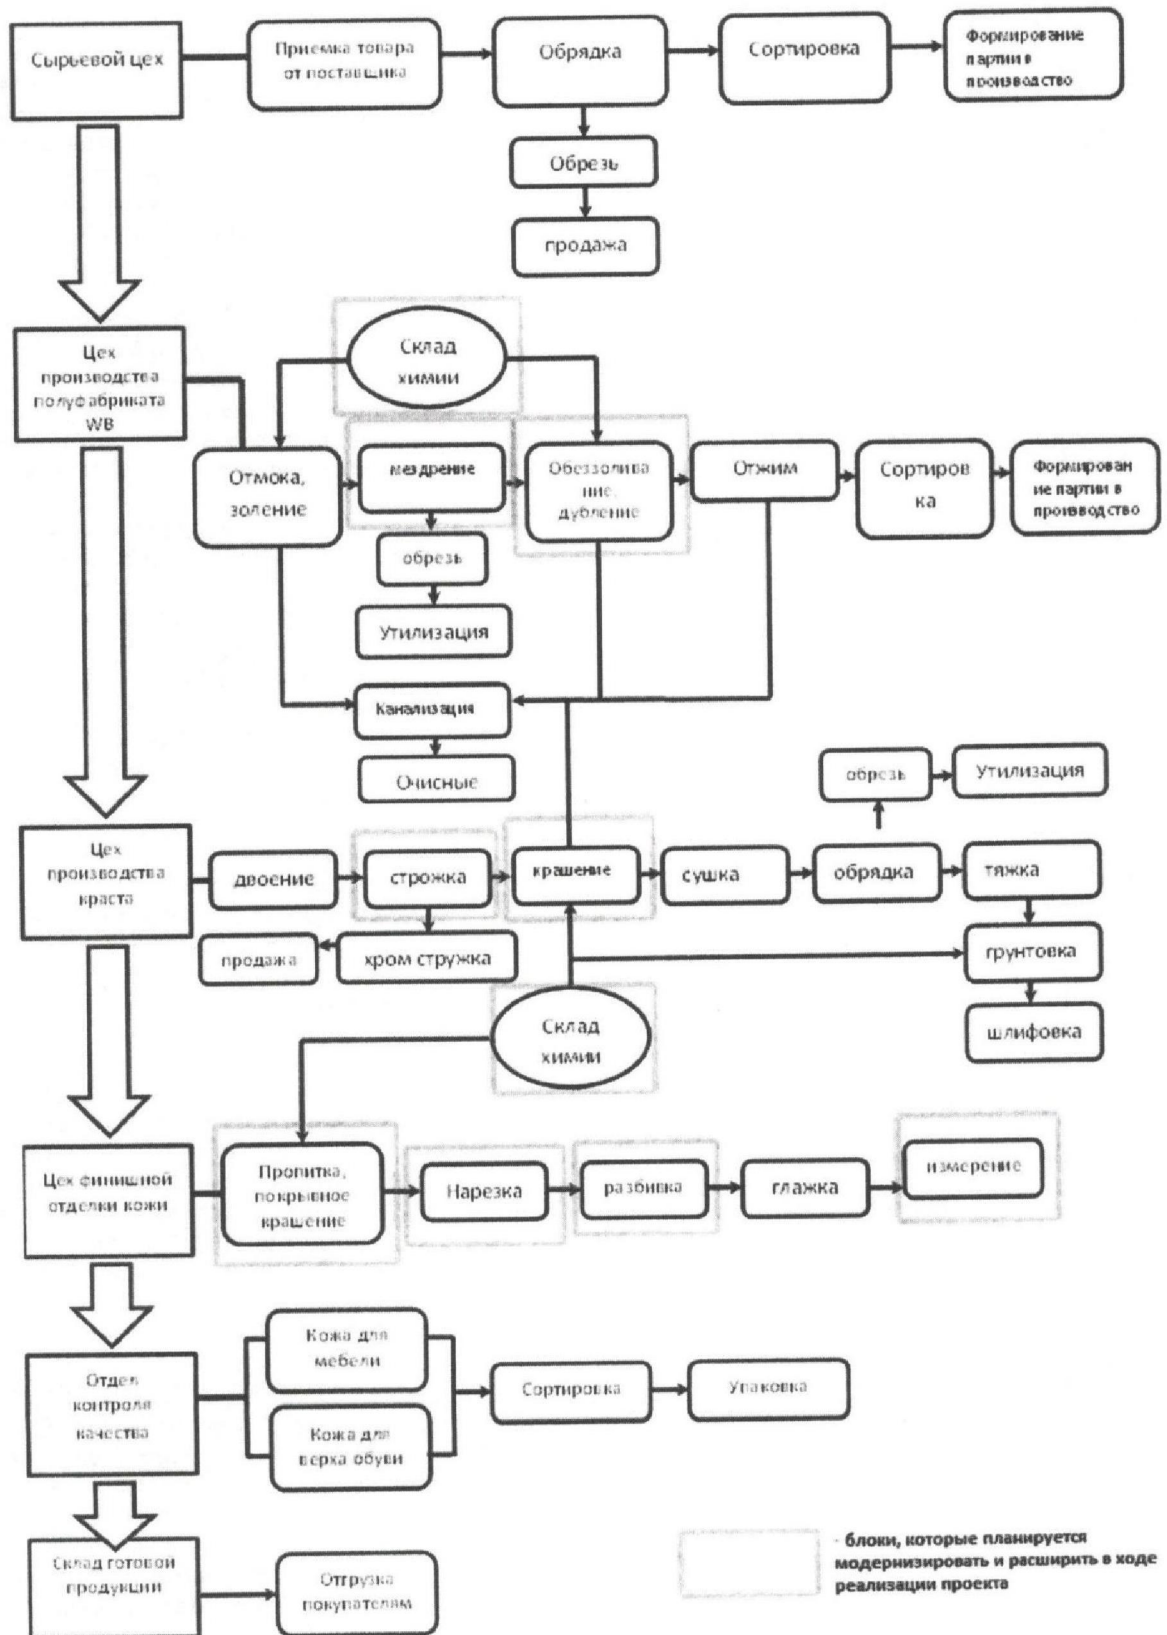 Сырьевой цех
Приемка товара
от поставщика
Обрядка
Сортировка
Формирование
партии в
производство
Обрезь
продажа
Цех
производства
полуфабриката
WB
Склад
химии
Отмока,
золение
мездрение
Обеззолива
ние,
дубление
Отжим
Сортиров
ка
Формирован
ие партии в
производство
обрезь
Утилизация
Канализация
Очисные
обрезь
Утилизация
Цех
производства
краста
двоение
строжка
крашение
сушка
обрядка
тяжка
продажа
хром стружка
грунтовка
Склад
химии
шлифовка
Цех финишной
отделки кожи
Пропитка,
покрывное
крашение
Нарезка
разбивка
глажка
измерение
Отдел
контроля
качества
Кожа для
мебели
Кожа для
верха обуви
Сортировка
Упаковка
Склад готовой
продукции
Отгрузка
покупателям
- блоки, которые планируется
модернизировать и расширить в ходе
реализации проекта